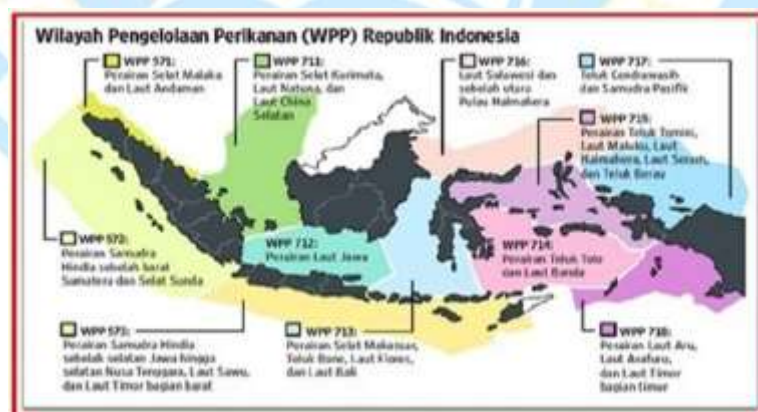 Wilayah Pengelolaan Perikanan (WPP) Republik Indonesia
WPP 571:
Perairan Selat Malaka
dan Laut Andaman
WPP 711:
Perairan Selat Karimata,
Laut Natuna, dan
Laut China
Selatan
WPP 716:
Laut Sulawesi dan
sebelah utara
Pulau Halmahera
WPP 717:
Teluk Cendrawasih
dan Samudra Pasifik
WPP 715:
Perairan Teluk Tomini,
Laut Maluku, Laut
Halmahera, Laut Seram,
dan Teluk Berau
WPP 572:
Perairan Samudra
Hindia sebelah barat
Sumatera dan Selat Sunda
WPP 712:
Perairan Laut Jawa
WPP 714:
Perairan Teluk Tolo
dan Laut Banda
WPP 573:
Perairan Samudra Hindia
sebelah selatan Jawa hingga
selatan Nusa Tenggara, Laut Sawu,
dan Laut Timor bagian barat
WPP 713:
Perairan Selat Makassar,
Teluk Bone, Laut Flores,
dan Laut Bali
WPP 718:
Perairan Laut Aru,
Laut Arafuru,
dan Laut Timor
bagian timur